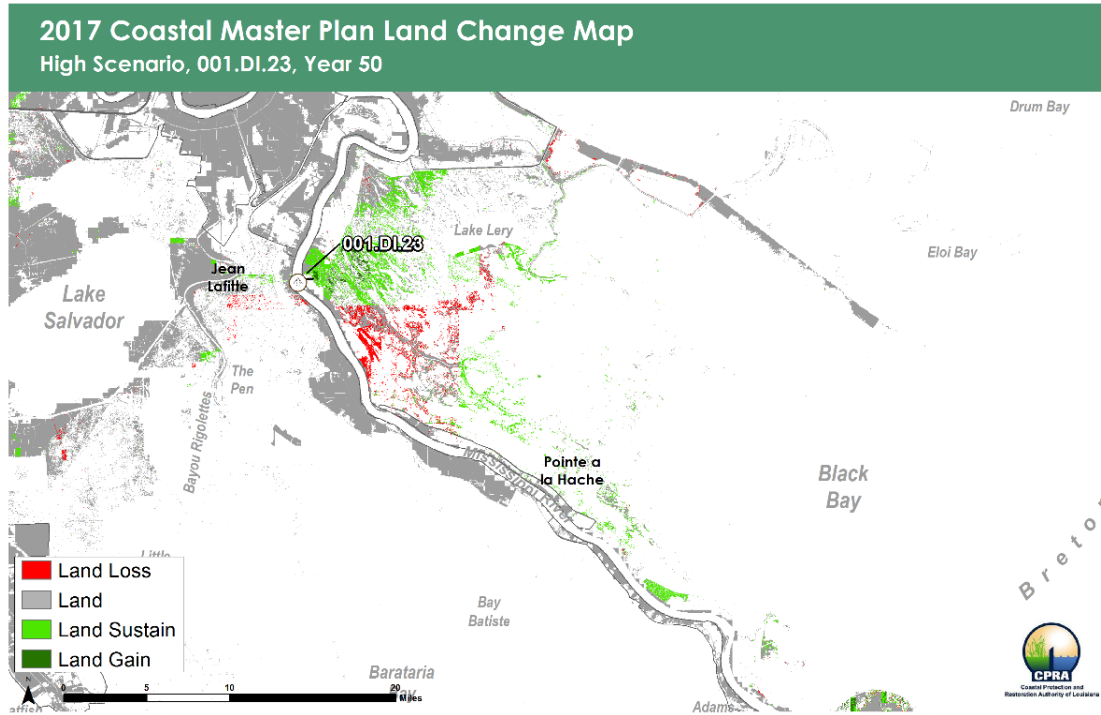 2017 Coastal Master Plan Land Change Map
High Scenario, 001.DI.23, Year 50
Drum Bay
Lake Lery
001.DI.23
Eloi Bay
Jean
Lafitte
Lake
Salvador
The
Pen
Bayou Rigolettes
Mississippi River
Pointe a
la Hache
Black
Bay
Breton
Little
Land Loss
Land
Land Sustain
Land Gain
Bay
Batiste
Barataria
Bay
Adams
N
0 5 10 20
Miles
CPRA
Coastal Protection and
Restoration Authority of Louisiana